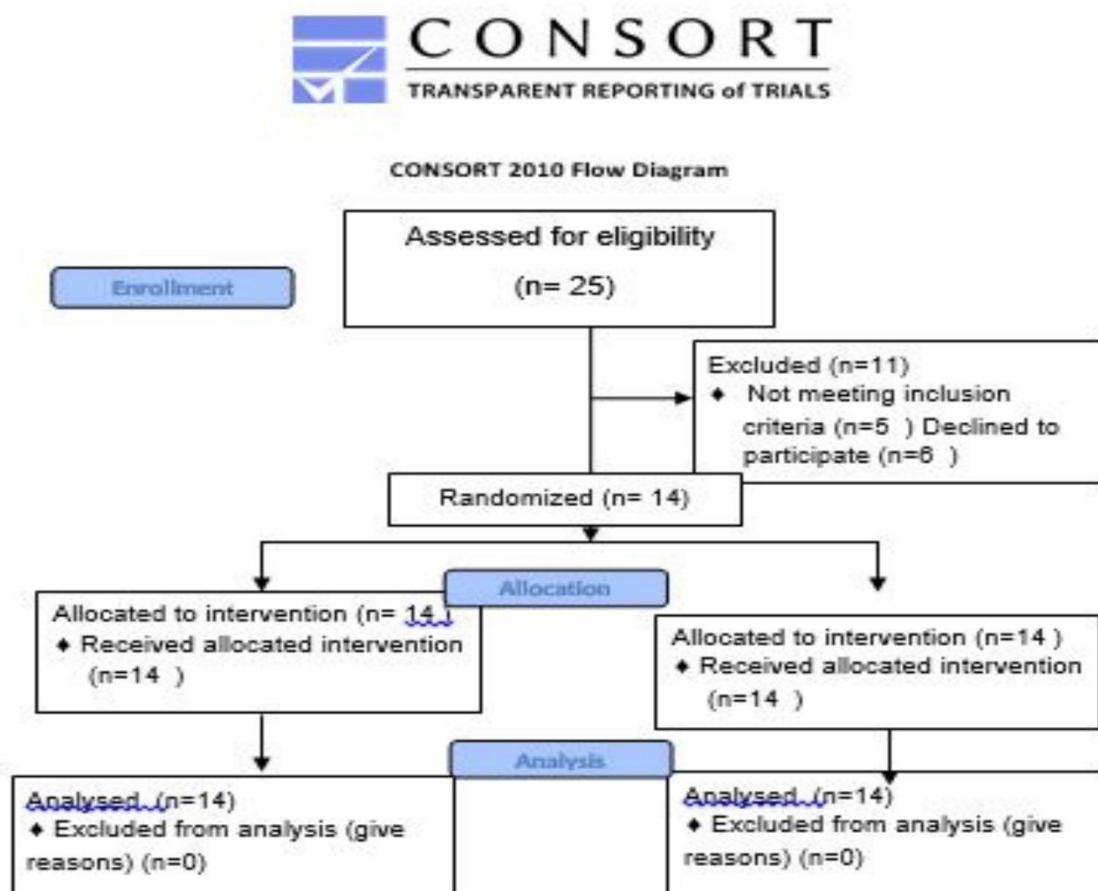 CONSORT
TRANSPARENT REPORTING of TRIALS
CONSORT 2010 Flow Diagram
Assessed for eligibility
(n= 25)
Enrollment
Excluded (n=11)
♦ Not meeting inclusion
criteria (n=5 ) Declined to
participate (n=6 )
Randomized (n= 14)
Allocation
Allocated to intervention (n= 14 )
♦ Received allocated intervention
(n=14 )
Allocated to intervention (n=14 )
♦ Received allocated intervention
(n=14 )
Analysis
Analysed (n=14)
♦ Excluded from analysis (give
reasons) (n=0)
Analysed (n=14)
♦ Excluded from analysis (give
reasons) (n=0)